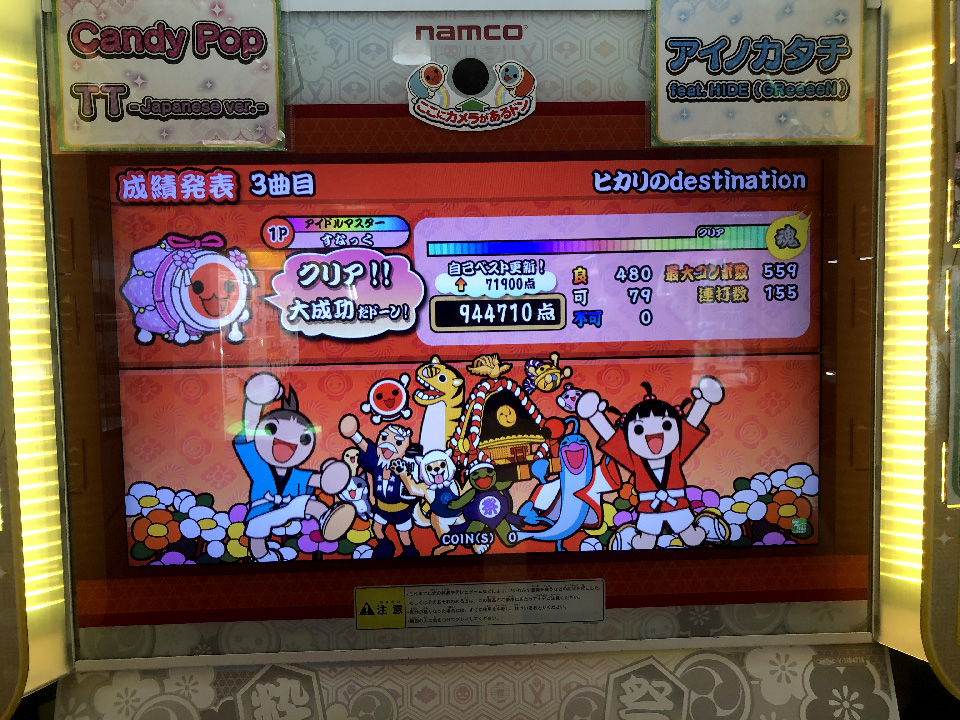 Candy Pop
TT -Japanese ver.-
namco
ここにカメラがあるドン
アイノカタチ
feat. HIDE (GReeeeN)
成績発表 3曲目
ヒカリのdestination
1P アイドルマスター
すなっく
クリア
魂
クリア!!
大成功だドーン!
自己ベスト更新!
71900点
944710点
良 480
可 79
不可 0
最大コンボ数 559
連打数 155
祭
COIN(S) 0
注意